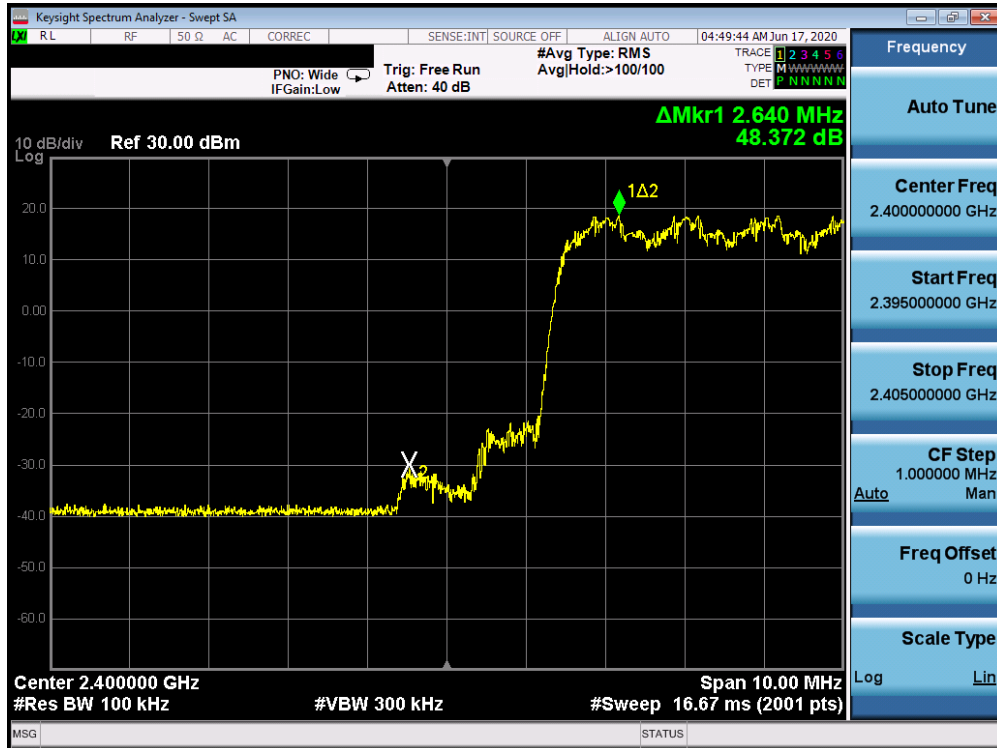 Keysight Spectrum Analyzer - Swept SA
LXI RL RF 50 Ω AC CORREC SENSE:INT SOURCE OFF ALIGN AUTO 04:49:44 AM Jun 17, 2020
PNO: Wide
IFGain:Low
Trig: Free Run
Atten: 40 dB
#Avg Type: RMS
Avg|Hold:>100/100
TRACE 1 2 3 4 5 6
TYPE M W W W W W
DET P N N N N N
ΔMkr1 2.640 MHz
48.372 dB
10 dB/div
Log
Ref 30.00 dBm
1Δ2
20.0
10.0
0.00
-10.0
-20.0
-30.0
X2
-40.0
-50.0
-60.0
Center 2.400000 GHz
Span 10.00 MHz
#Res BW 100 kHz
#VBW 300 kHz
#Sweep 16.67 ms (2001 pts)
MSG
STATUS
Frequency
Auto Tune
Center Freq
2.400000000 GHz
Start Freq
2.395000000 GHz
Stop Freq
2.405000000 GHz
CF Step
1.000000 MHz
Auto Man
Freq Offset
0 Hz
Scale Type
Log Lin